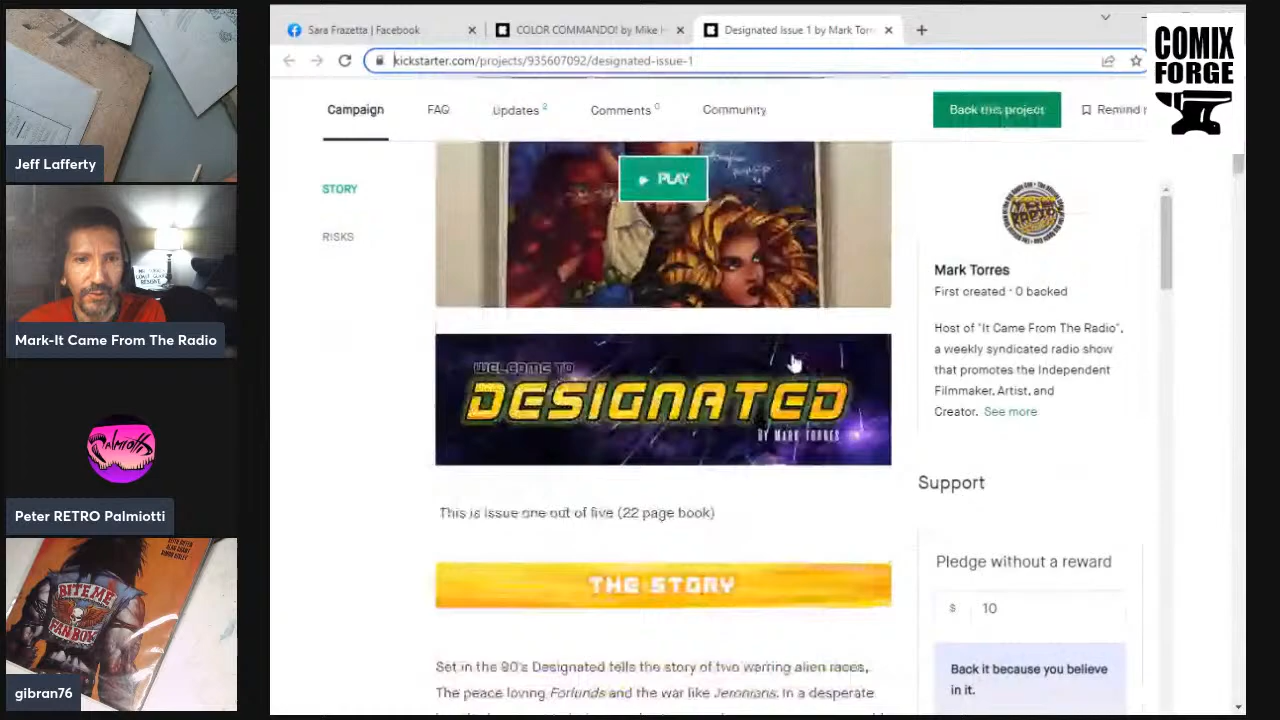 Sara Frazetta | Facebook
COLOR COMMANDO! by Mike
Designated Issue 1 by Mark Torr
kickstarter.com/projects/935607092/designated-issue-1
COMIX
FORGE
Campaign
FAQ
Updates 2
Comments 0
Community
Back this project
Remind
Jeff Lafferty
PLAY
STORY
RISKS
Mark Torres
First created · 0 backed
Host of "It Came From The Radio",
a weekly syndicated radio show
that promotes the Independent
Filmmaker, Artist, and
Creator. See more
Mark-It Came From The Radio
WELCOME TO
DESIGNATED
BY MARK TORRES
Support
This is issue one out of five (22 page book)
Palmiotti
Peter RETRO Palmiotti
Pledge without a reward
$ 10
THE STORY
Back it because you believe
in it.
Set in the 90's Designated tells the story of two warring alien races,
The peace loving Forlunds and the war like Jeronians. In a desperate
BITE ME
FANBOY
gibran76